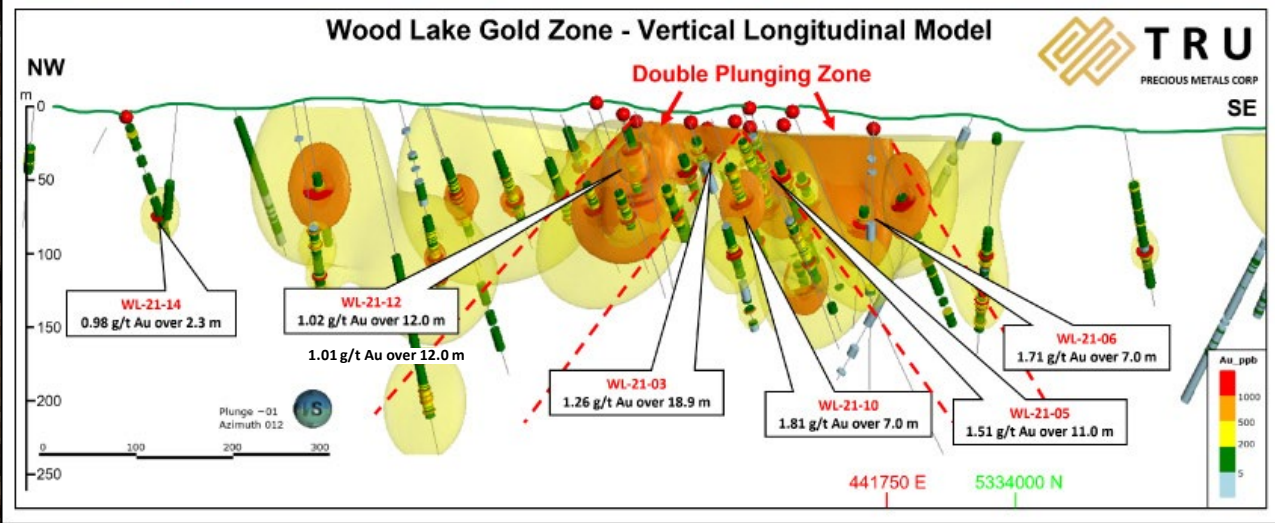 Wood Lake Gold Zone - Vertical Longitudinal Model
TRU
PRECIOUS METALS CORP
NW
SE
Double Plunging Zone
m
0
50
100
150
200
250
WL-21-14
0.98 g/t Au over 2.3 m
WL-21-12
1.02 g/t Au over 12.0 m
1.01 g/t Au over 12.0 m
WL-21-03
1.26 g/t Au over 18.9 m
WL-21-10
1.81 g/t Au over 7.0 m
WL-21-05
1.51 g/t Au over 11.0 m
WL-21-06
1.71 g/t Au over 7.0 m
Au_ppb
1000
500
200
5
Plunge −01
Azimuth 012
S
0 100 200 300
441750 E
5334000 N